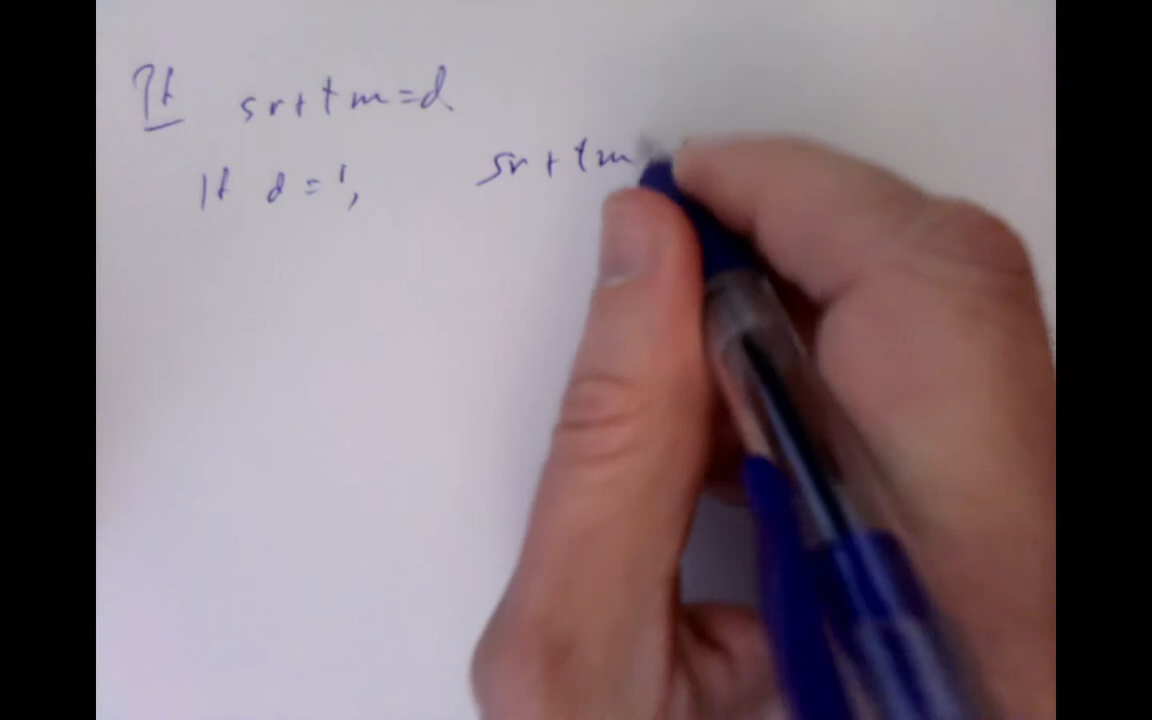 Pf sr+tm=d
If d=1, sr+tm